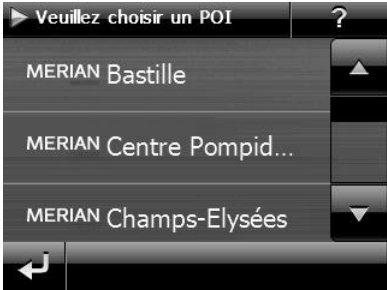 Veuillez choisir un POI ?
MERIAN Bastille
MERIAN Centre Pompid...
MERIAN Champs-Elysées